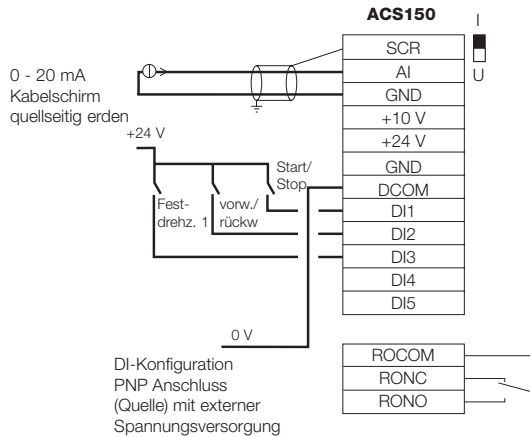 ACS150
I
SCR
0 - 20 mA
Kabelschirm
quellseitig erden
AI
U
GND
+10 V
+24 V
+24 V
GND
Start/
Stop
DCOM
Fest-
drehz. 1
vorw./
rückw
DI1
DI2
DI3
DI4
DI5
0 V
DI-Konfiguration
PNP Anschluss
(Quelle) mit externer
Spannungsversorgung
ROCOM
RONC
RONO